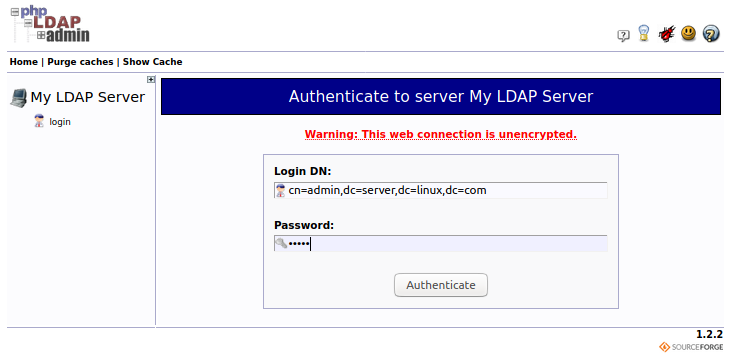 php
LDAP
admin
Home | Purge caches | Show Cache
My LDAP Server
login
Authenticate to server My LDAP Server
Warning: This web connection is unencrypted.
Login DN:
cn=admin,dc=server,dc=linux,dc=com
Password:
•••••
Authenticate
1.2.2
SOURCEFORGE